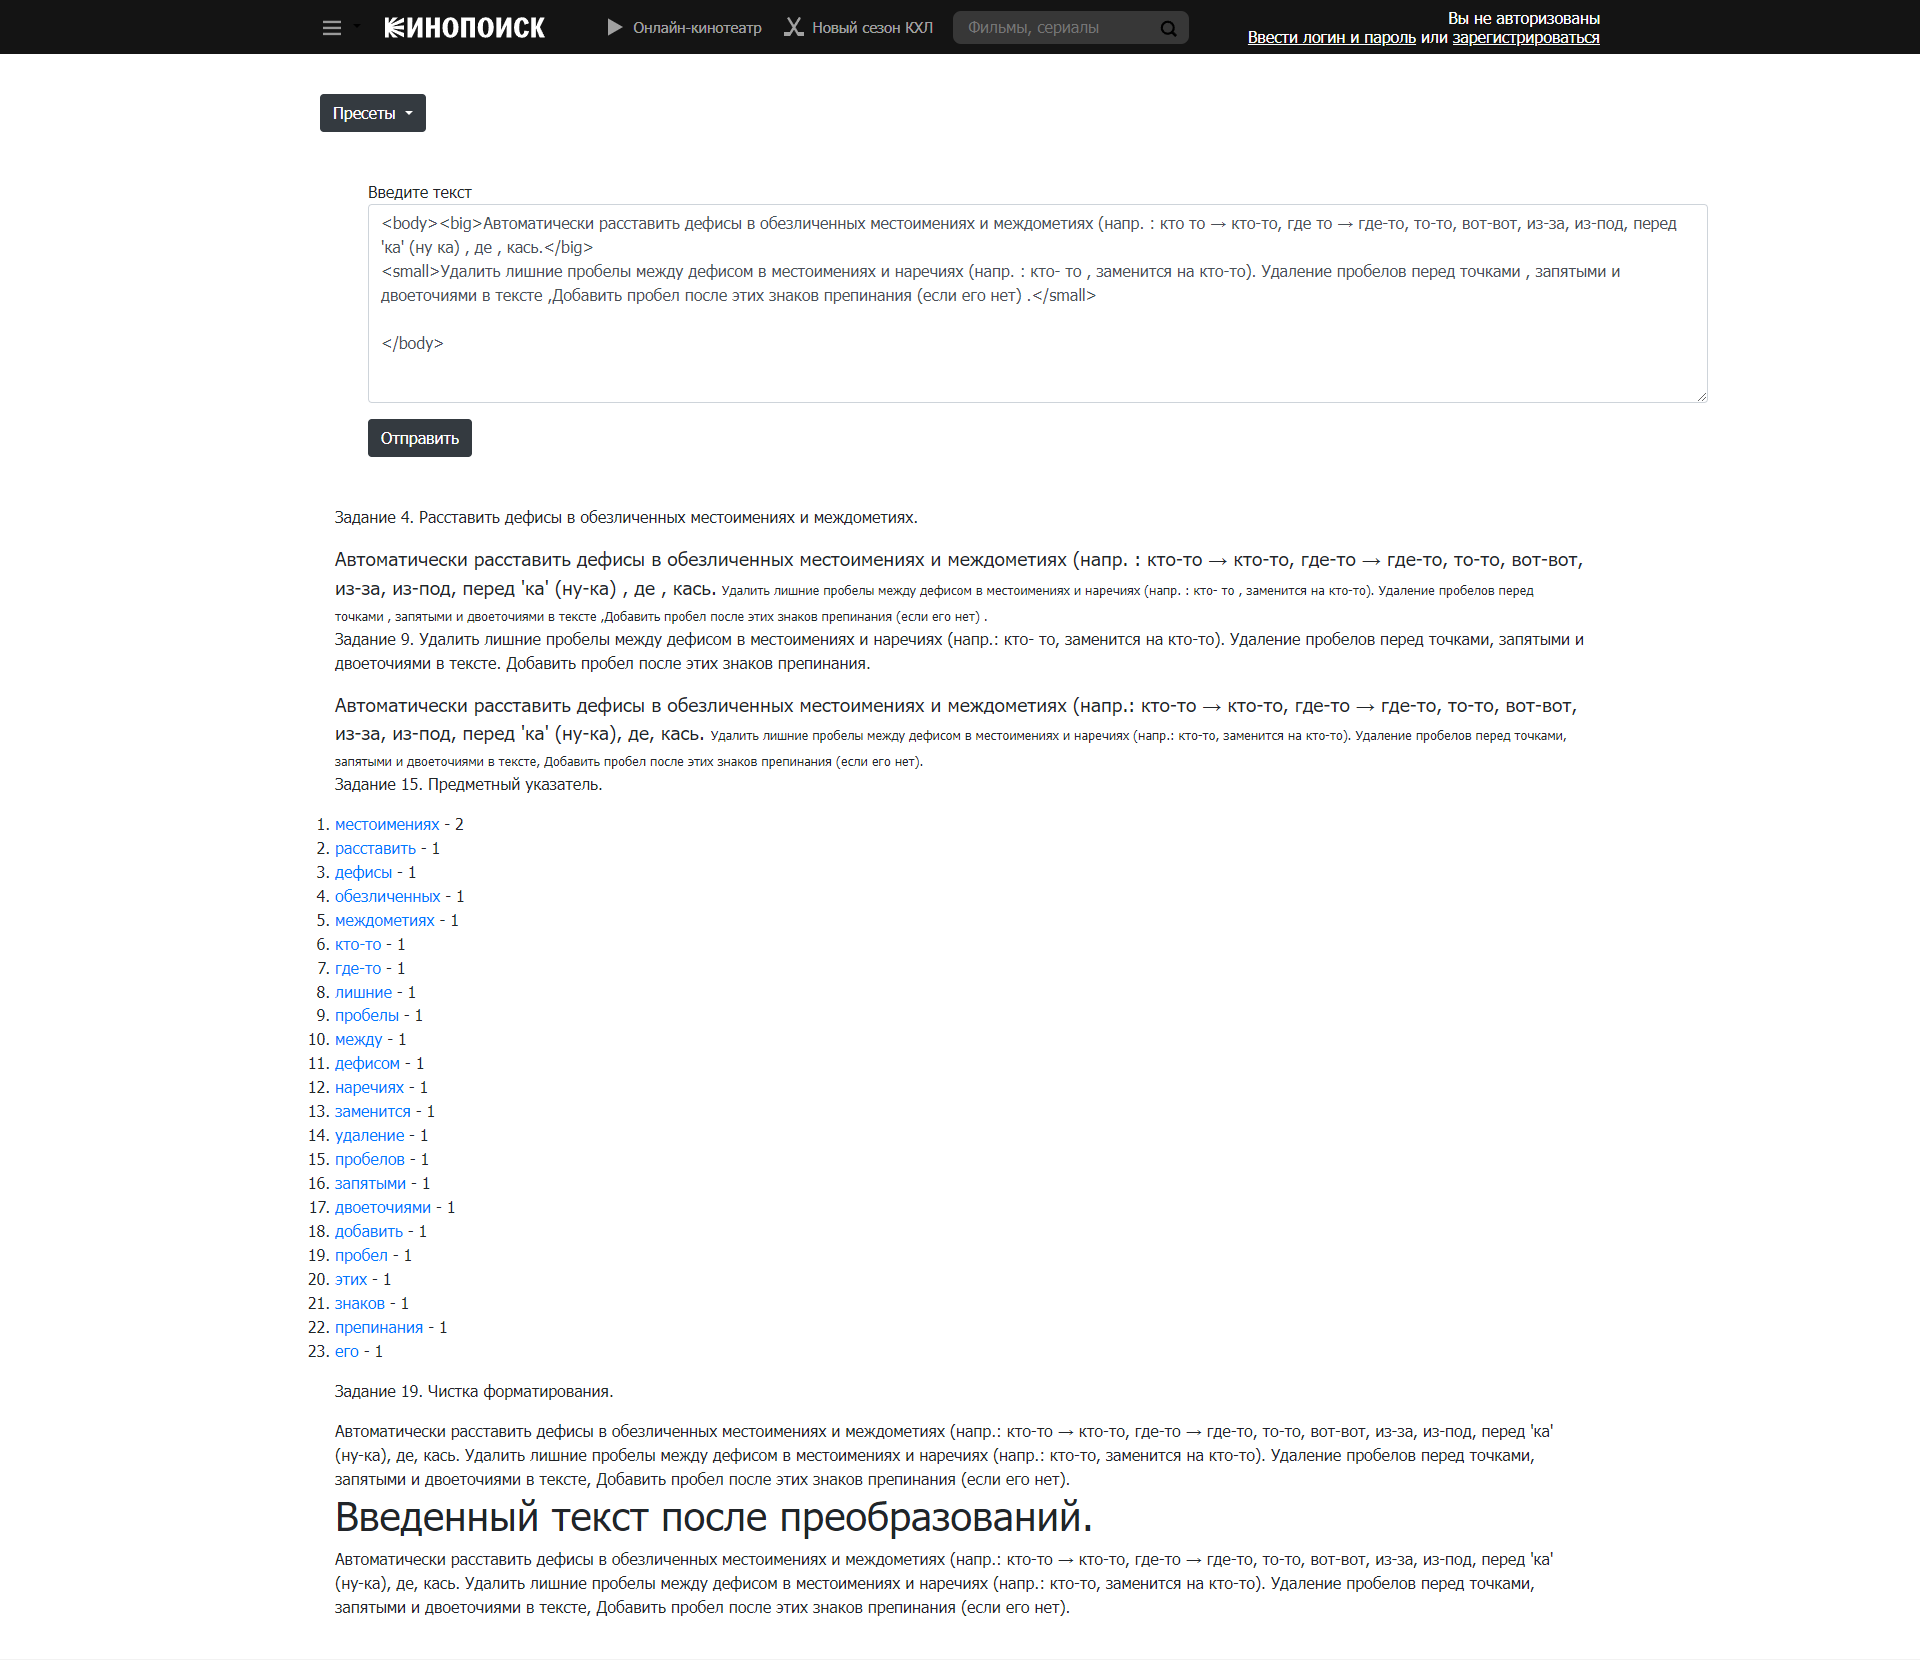 КИНОПОИСК
Онлайн-кинотеатр
Новый сезон КХЛ
Фильмы, сериалы
Вы не авторизованы
Ввести логин и пароль или зарегистрироваться
Пресеты
Введите текст
<body><big>Автоматически расставить дефисы в обезличенных местоимениях и междометиях (напр. : кто то → кто-то, где то → где-то, то-то, вот-вот, из-за, из-под, перед
'ка' (ну ка) , де , кась.</big>
<small>Удалить лишние пробелы между дефисом в местоимениях и наречиях (напр. : кто- то , заменится на кто-то). Удаление пробелов перед точками , запятыми и
двоеточиями в тексте ,Добавить пробел после этих знаков препинания (если его нет) .</small>
</body>
Отправить
Задание 4. Расставить дефисы в обезличенных местоимениях и междометиях.
Автоматически расставить дефисы в обезличенных местоимениях и междометиях (напр. : кто-то → кто-то, где-то → где-то, то-то, вот-вот,
из-за, из-под, перед 'ка' (ну-ка) , де , кась. Удалить лишние пробелы между дефисом в местоимениях и наречиях (напр. : кто- то , заменится на кто-то). Удаление пробелов перед
точками , запятыми и двоеточиями в тексте ,Добавить пробел после этих знаков препинания (если его нет) .
Задание 9. Удалить лишние пробелы между дефисом в местоимениях и наречиях (напр.: кто- то, заменится на кто-то). Удаление пробелов перед точками, запятыми и
двоеточиями в тексте. Добавить пробел после этих знаков препинания.
Автоматически расставить дефисы в обезличенных местоимениях и междометиях (напр.: кто-то → кто-то, где-то → где-то, то-то, вот-вот,
из-за, из-под, перед 'ка' (ну-ка), де, кась. Удалить лишние пробелы между дефисом в местоимениях и наречиях (напр.: кто-то, заменится на кто-то). Удаление пробелов перед точками,
запятыми и двоеточиями в тексте, Добавить пробел после этих знаков препинания (если его нет).
Задание 15. Предметный указатель.
1. местоимениях - 2
2. расставить - 1
3. дефисы - 1
4. обезличенных - 1
5. междометиях - 1
6. кто-то - 1
7. где-то - 1
8. лишние - 1
9. пробелы - 1
10. между - 1
11. дефисом - 1
12. наречиях - 1
13. заменится - 1
14. удаление - 1
15. пробелов - 1
16. запятыми - 1
17. двоеточиями - 1
18. добавить - 1
19. пробел - 1
20. этих - 1
21. знаков - 1
22. препинания - 1
23. его - 1
Задание 19. Чистка форматирования.
Автоматически расставить дефисы в обезличенных местоимениях и междометиях (напр.: кто-то → кто-то, где-то → где-то, то-то, вот-вот, из-за, из-под, перед 'ка'
(ну-ка), де, кась. Удалить лишние пробелы между дефисом в местоимениях и наречиях (напр.: кто-то, заменится на кто-то). Удаление пробелов перед точками,
запятыми и двоеточиями в тексте, Добавить пробел после этих знаков препинания (если его нет).
Введенный текст после преобразований.
Автоматически расставить дефисы в обезличенных местоимениях и междометиях (напр.: кто-то → кто-то, где-то → где-то, то-то, вот-вот, из-за, из-под, перед 'ка'
(ну-ка), де, кась. Удалить лишние пробелы между дефисом в местоимениях и наречиях (напр.: кто-то, заменится на кто-то). Удаление пробелов перед точками,
запятыми и двоеточиями в тексте, Добавить пробел после этих знаков препинания (если его нет).